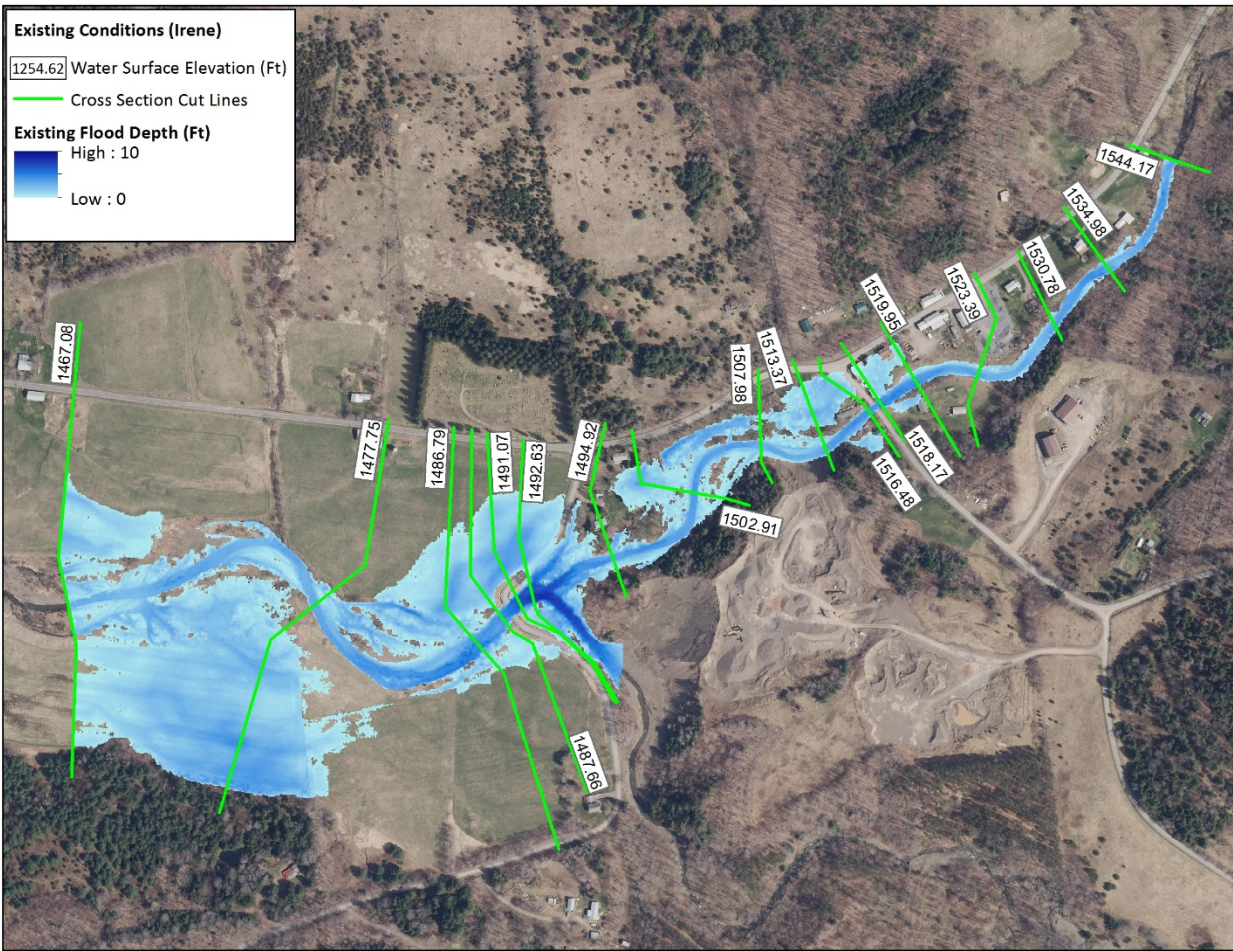 Existing Conditions (Irene)
1254.62 Water Surface Elevation (Ft)
Cross Section Cut Lines
Existing Flood Depth (Ft)
High : 10
Low : 0
1544.17
1534.98
1530.78
1523.39
1519.95
1518.17
1516.48
1513.37
1507.98
1502.91
1494.92
1492.63
1491.07
1487.66
1486.79
1477.75
1467.08